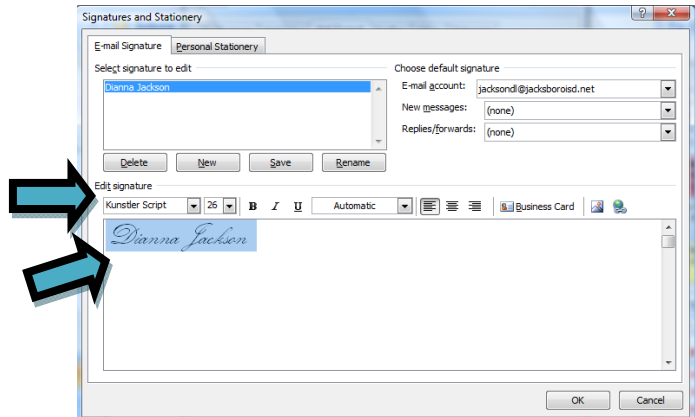 Signatures and Stationery
E-mail Signature Personal Stationery
Select signature to edit
Choose default signature
Dianna Jackson
E-mail account: jacksondl@jacksboroisd.net
New messages: (none)
Replies/forwards: (none)
Delete New Save Rename
Edit signature
Kunstler Script 26 B I U Automatic Business Card
Dianna Jackson
OK Cancel